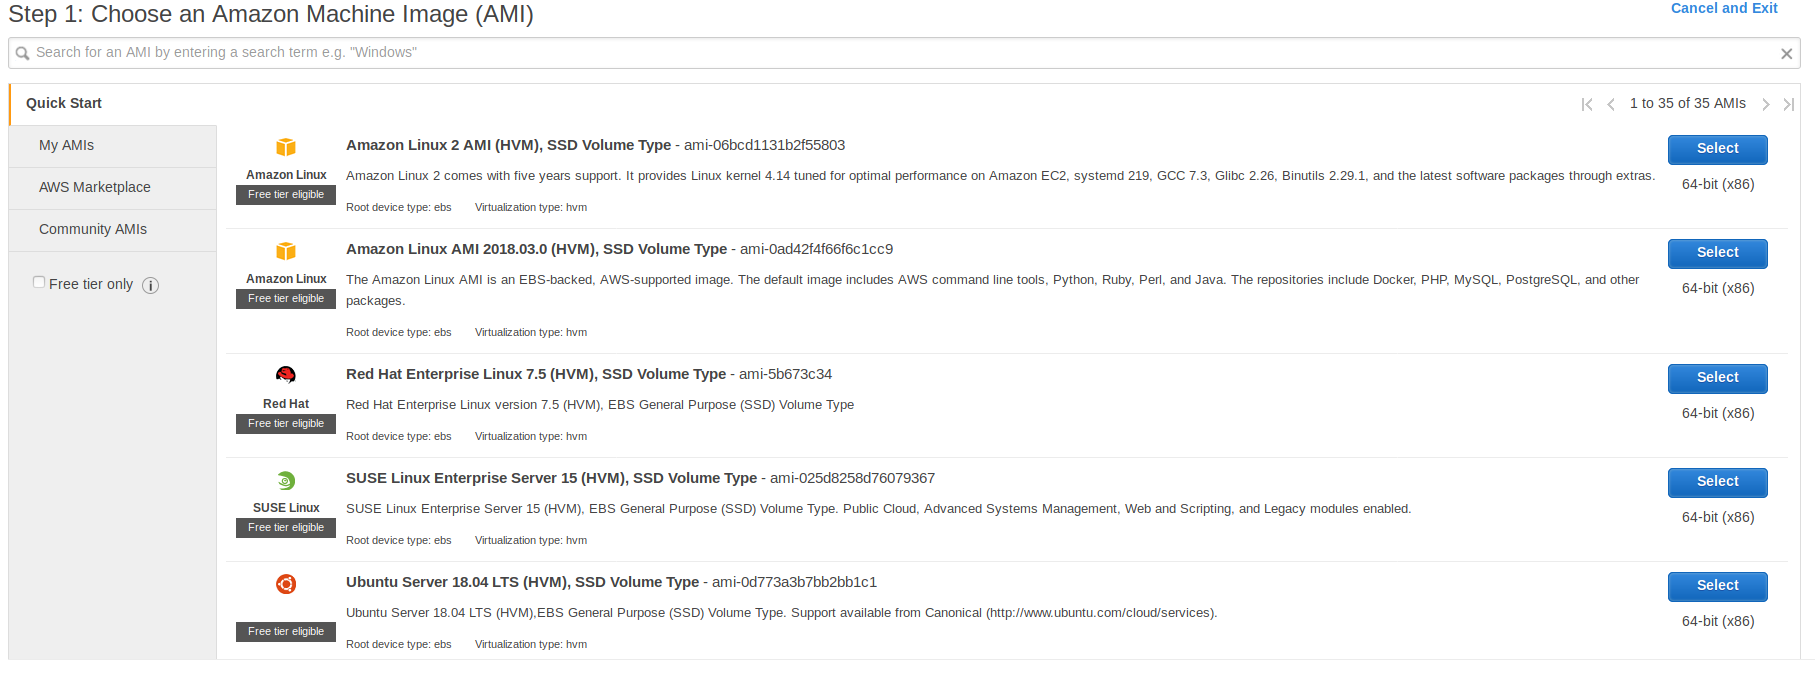 Step 1: Choose an Amazon Machine Image (AMI)
Cancel and Exit
Search for an AMI by entering a search term e.g. "Windows"
Quick Start
1 to 35 of 35 AMIs
My AMIs
AWS Marketplace
Community AMIs
Free tier only
Amazon Linux
Free tier eligible
Amazon Linux 2 AMI (HVM), SSD Volume Type - ami-06bcd1131b2f55803
Amazon Linux 2 comes with five years support. It provides Linux kernel 4.14 tuned for optimal performance on Amazon EC2, systemd 219, GCC 7.3, Glibc 2.26, Binutils 2.29.1, and the latest software packages through extras.
Root device type: ebs Virtualization type: hvm
Select
64-bit (x86)
Amazon Linux
Free tier eligible
Amazon Linux AMI 2018.03.0 (HVM), SSD Volume Type - ami-0ad42f4f66f6c1cc9
The Amazon Linux AMI is an EBS-backed, AWS-supported image. The default image includes AWS command line tools, Python, Ruby, Perl, and Java. The repositories include Docker, PHP, MySQL, PostgreSQL, and other
packages.
Root device type: ebs Virtualization type: hvm
Select
64-bit (x86)
Red Hat
Free tier eligible
Red Hat Enterprise Linux 7.5 (HVM), SSD Volume Type - ami-5b673c34
Red Hat Enterprise Linux version 7.5 (HVM), EBS General Purpose (SSD) Volume Type
Root device type: ebs Virtualization type: hvm
Select
64-bit (x86)
SUSE Linux
Free tier eligible
SUSE Linux Enterprise Server 15 (HVM), SSD Volume Type - ami-025d8258d76079367
SUSE Linux Enterprise Server 15 (HVM), EBS General Purpose (SSD) Volume Type. Public Cloud, Advanced Systems Management, Web and Scripting, and Legacy modules enabled.
Root device type: ebs Virtualization type: hvm
Select
64-bit (x86)
Free tier eligible
Ubuntu Server 18.04 LTS (HVM), SSD Volume Type - ami-0d773a3b7bb2bb1c1
Ubuntu Server 18.04 LTS (HVM),EBS General Purpose (SSD) Volume Type. Support available from Canonical (http://www.ubuntu.com/cloud/services).
Root device type: ebs Virtualization type: hvm
Select
64-bit (x86)